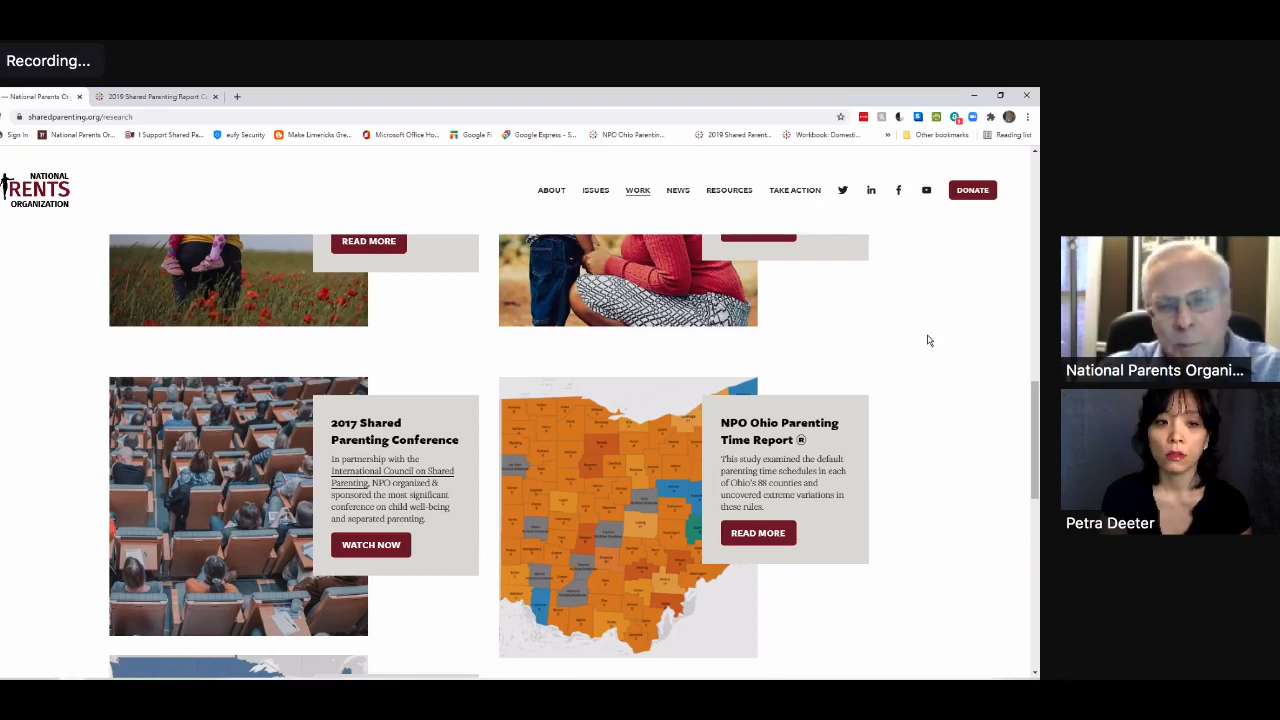 Recording...
National Parents Or
2019 Shared Parenting Report C
sharedparenting.org/research
Sign In
National Parents Or...
! I Support Shared Pa...
eufy Security
Make Limericks Gre...
Microsoft Office Ho...
Google Fi
Google Express - S...
NPO Ohio Parentin...
2019 Shared Parent...
Workbook: Domesti...
»
Other bookmarks
Reading list
NATIONAL
RENTS
ORGANIZATION
ABOUT
ISSUES
WORK
NEWS
RESOURCES
TAKE ACTION
DONATE
READ MORE
2017 Shared
Parenting Conference
In partnership with the
International Council on Shared
Parenting, NPO organized &
sponsored the most significant
conference on child well-being
and separated parenting.
WATCH NOW
NPO Ohio Parenting
Time Report ®
This study examined the default
parenting time schedules in each
of Ohio's 88 counties and
uncovered extreme variations in
these rules.
READ MORE
National Parents Organi...
Petra Deeter